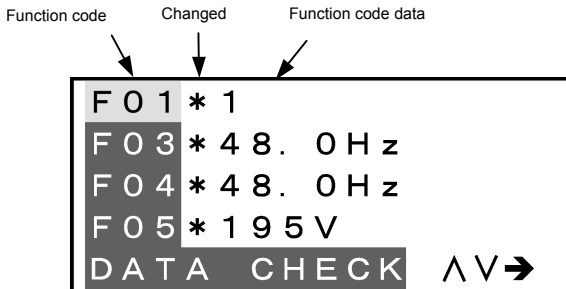 Function code Changed Function code data
F01*1
F03*48. 0Hz
F04*48. 0Hz
F05*195V
DATA CHECK ∧∨➔